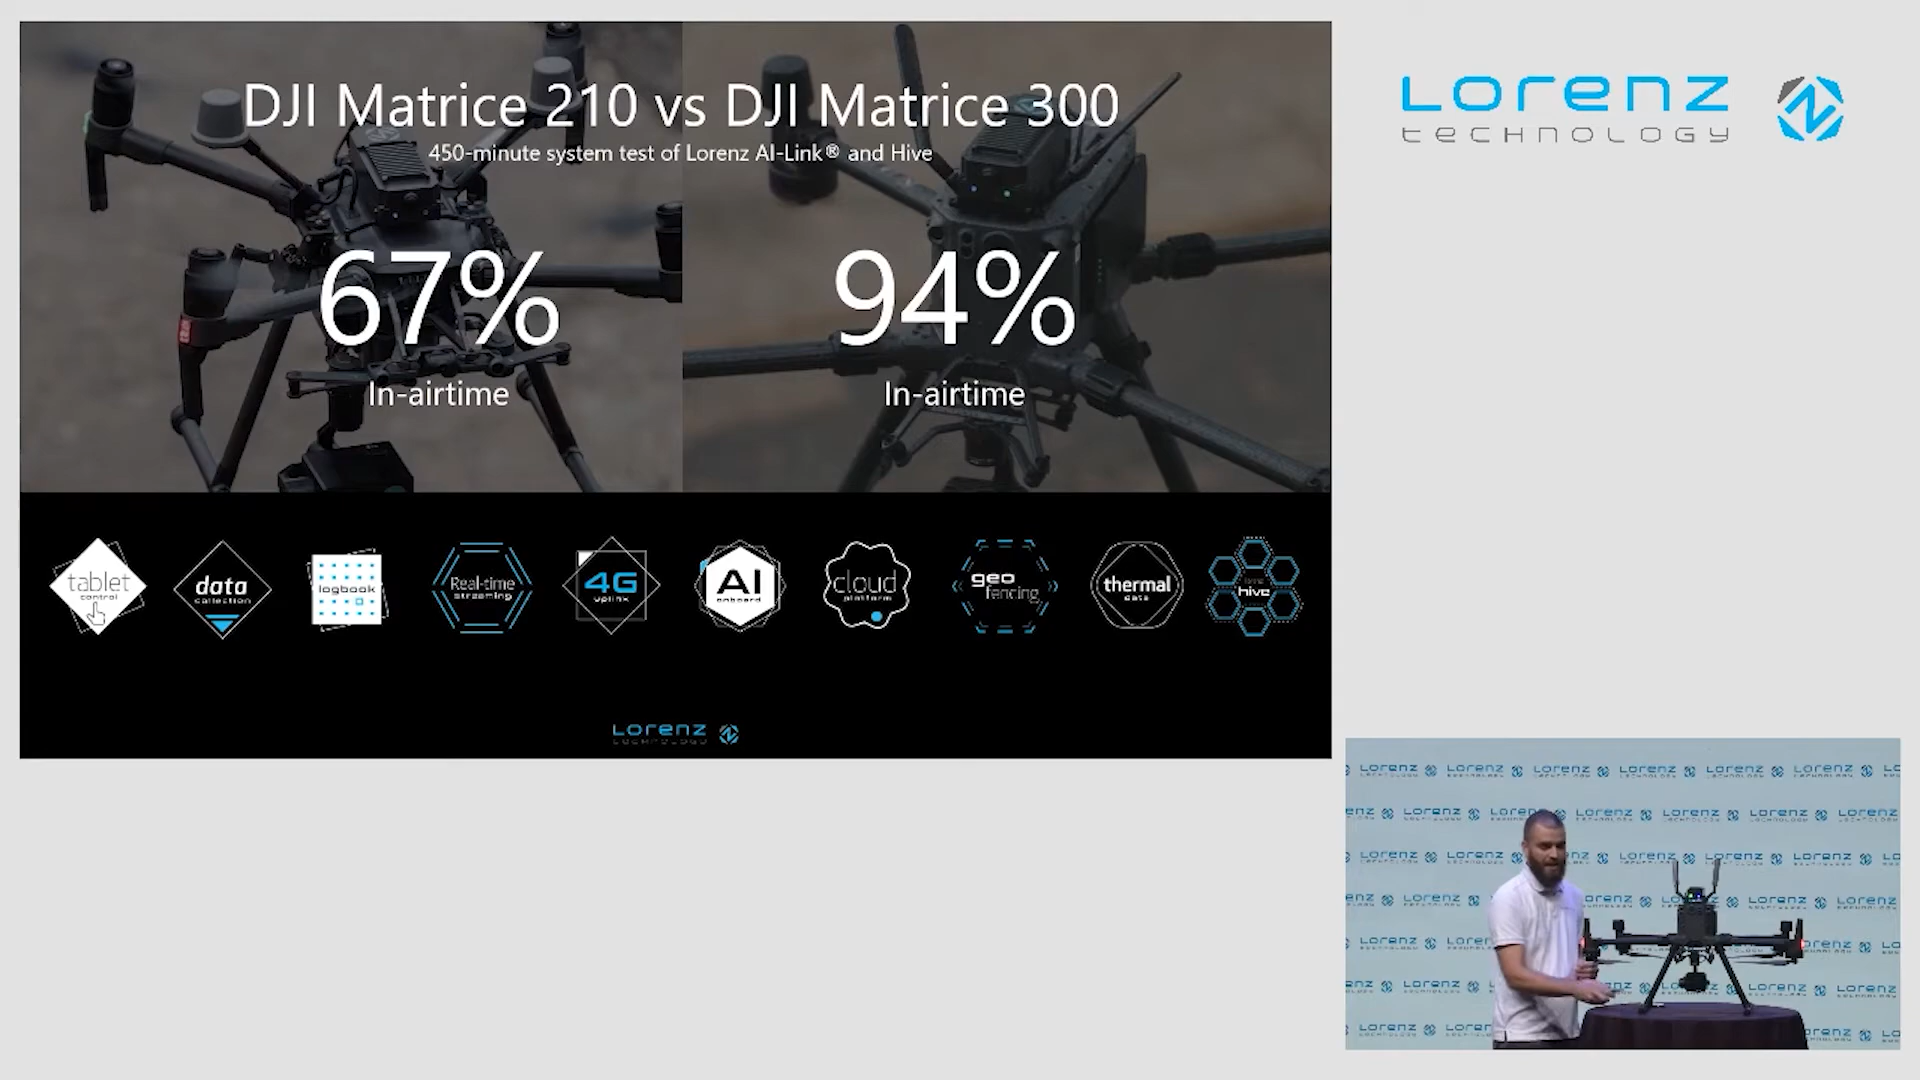 DJI Matrice 210 vs DJI Matrice 300
450-minute system test of Lorenz AI-Link® and Hive
67%
In-airtime
94%
In-airtime
tablet
control
data
collection
logbook
Real-time
streaming
4G
uplink
AI
onboard
cloud
platform
geo
fencing
thermal
data
hive
Lorenz
technology
Lorenz
technology